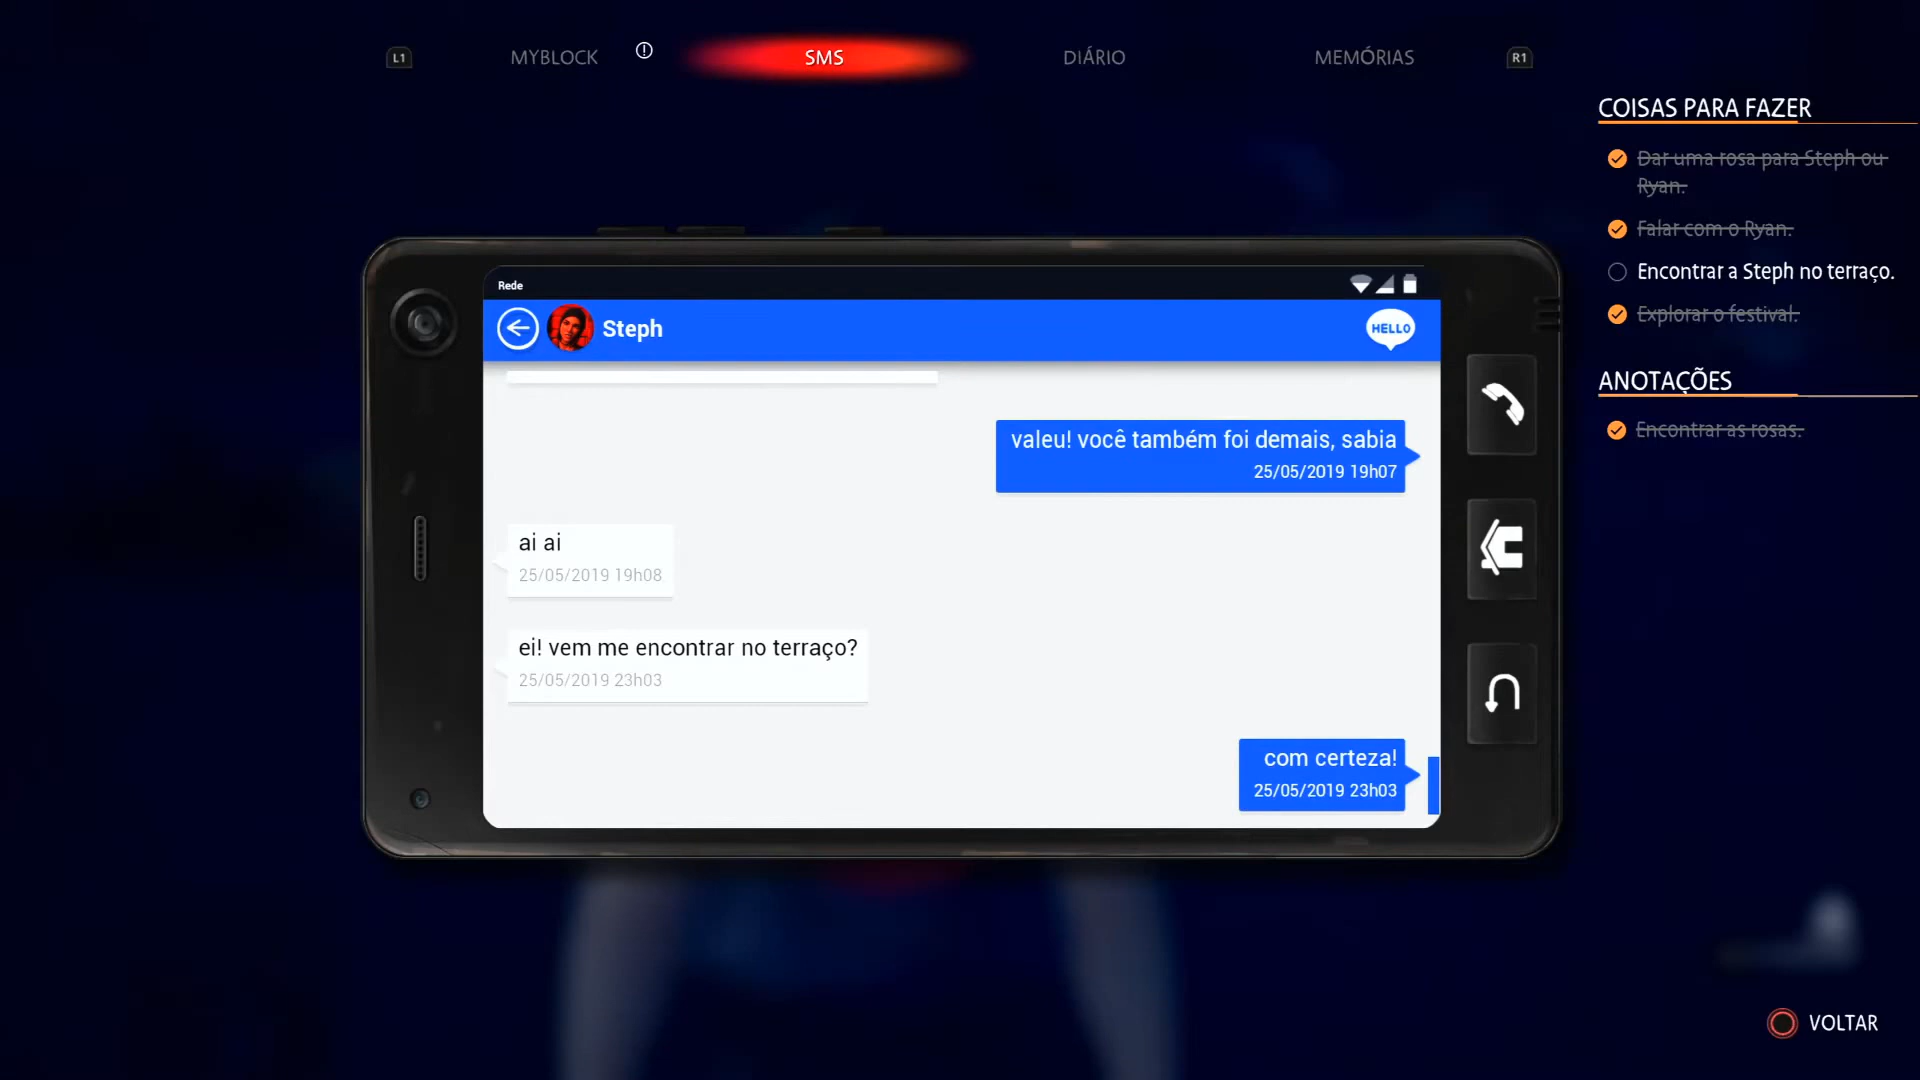 L1
MYBLOCK
SMS
DIÁRIO
MEMÓRIAS
R1
COISAS PARA FAZER
Dar uma rosa para Steph ou
Ryan.
Falar com o Ryan.
Encontrar a Steph no terraço.
Explorar o festival.
ANOTAÇÕES
Encontrar as rosas.
Rede
Steph
HELLO
valeu! você também foi demais, sabia
25/05/2019 19h07
ai ai
25/05/2019 19h08
ei! vem me encontrar no terraço?
25/05/2019 23h03
com certeza!
25/05/2019 23h03
VOLTAR